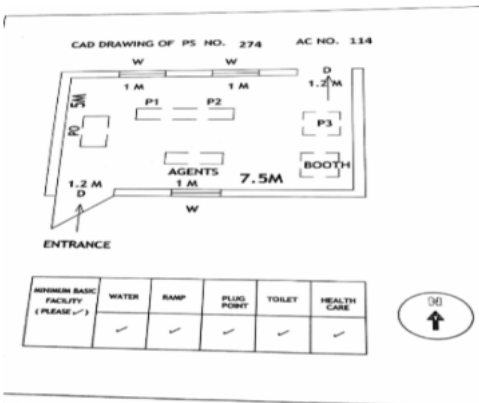 CAD DRAWING OF PS NO. 274 AC NO. 114
W W D
1 M 1 M 1.2 M
5M
P1 P2
PO
P3
AGENTS
BOOTH
1.2 M 1 M 7.5M
D
W
ENTRANCE
MINIMUM BASIC
FACILITY
( PLEASE ✓ )
WATER
RAMP
PLUG
POINT
TOILET
HEALTH
CARE
✓ ✓ ✓ ✓ ✓
N